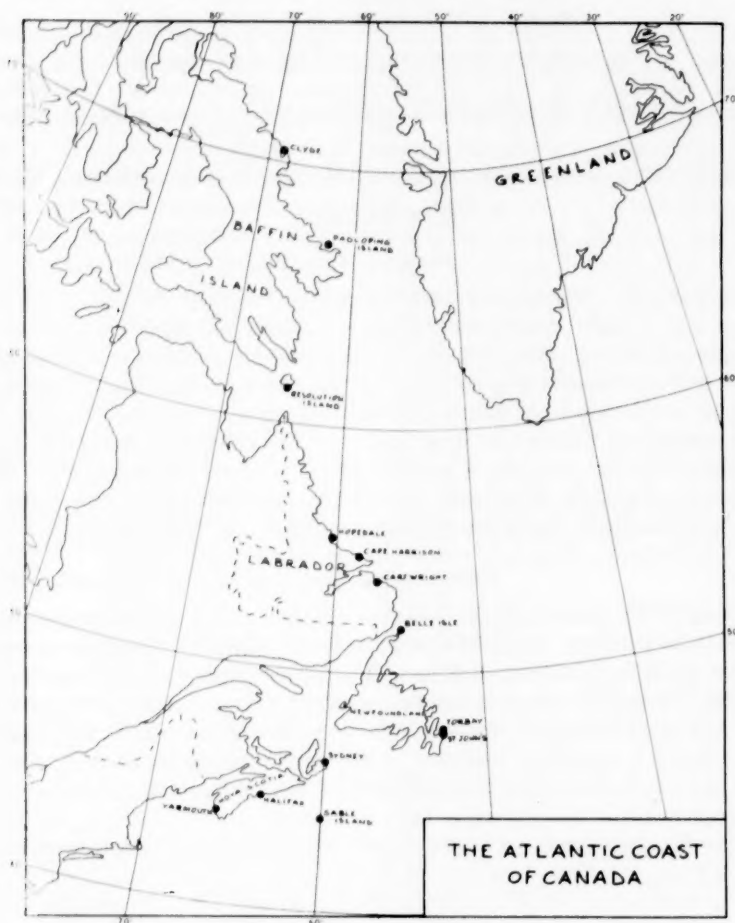 90°
80°
70°
60°
50°
40°
30°
20°
70
CLYDE
GREENLAND
BAFFIN
PADLOPING
ISLAND
ISLAND
60
RESOLUTION
ISLAND
HOPEDALE
CAPE HARRISON
LABRADOR
CARTWRIGHT
BELLE ISLE
50
NEWFOUNDLAND
TORBAY
ST JOHN'S
SYDNEY
NOVA SCOTIA
YARMOUTH
HALIFAX
SABLE
ISLAND
THE ATLANTIC COAST
OF CANADA
70°
60°